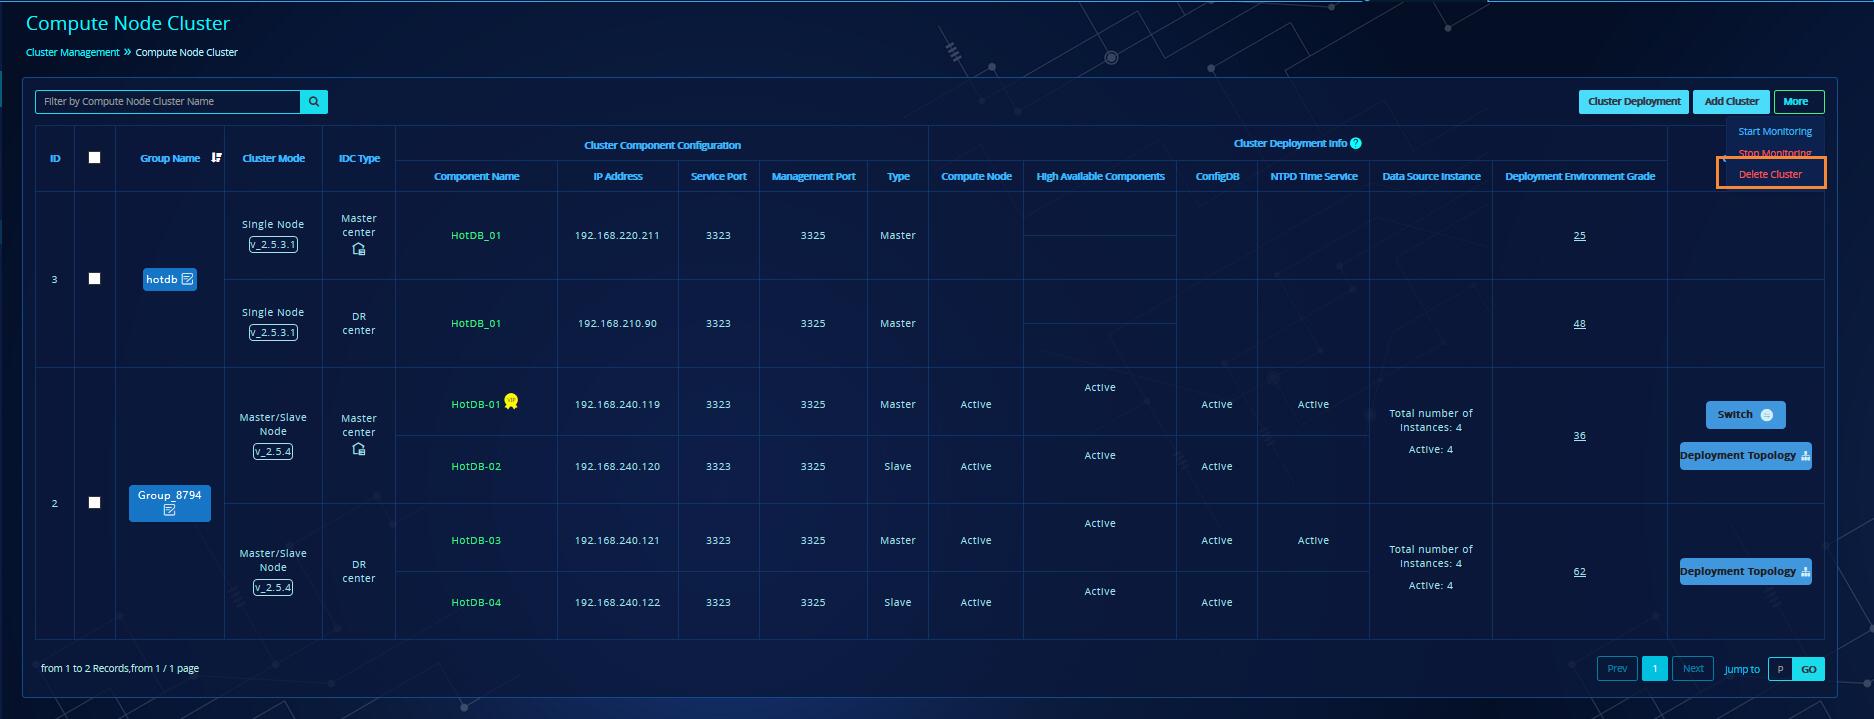 Compute Node Cluster
Cluster Management » Compute Node Cluster
Filter by Compute Node Cluster Name
Cluster Deployment
Add Cluster
More
Start Monitoring
Stop Monitoring
Delete Cluster
ID
Group Name
Cluster Mode
IDC Type
Cluster Component Configuration
Cluster Deployment Info ?
Component Name
IP Address
Service Port
Management Port
Type
Compute Node
High Available Components
ConfigDB
NTPD Time Service
Data Source Instance
Deployment Environment Grade
3
hotdb
Single Node
v_2.5.3.1
Master
center
HotDB_01
192.168.220.211
3323
3325
Master
25
Single Node
v_2.5.3.1
DR
center
HotDB_01
192.168.210.90
3323
3325
Master
48
2
Group_8794
Master/Slave
Node
v_2.5.4
Master
center
HotDB-01
VIP
192.168.240.119
3323
3325
Master
Active
Active
Active
Active
Total number of
instances: 4
Active: 4
36
Switch
Deployment Topology
HotDB-02
192.168.240.120
3323
3325
Slave
Active
Active
Active
Master/Slave
Node
v_2.5.4
DR
center
HotDB-03
192.168.240.121
3323
3325
Master
Active
Active
Active
Active
Total number of
instances: 4
Active: 4
62
Deployment Topology
HotDB-04
192.168.240.122
3323
3325
Slave
Active
Active
Active
from 1 to 2 Records,from 1 / 1 page
Prev
1
Next
Jump to
P
GO